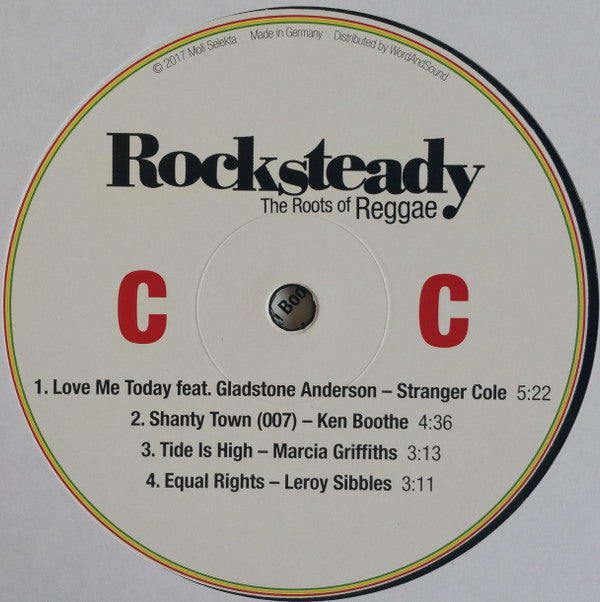 © 2017 Moll Selekta Made in Germany Distributed by WordAndSound
Rocksteady
The Roots of Reggae
C C
1. Love Me Today feat. Gladstone Anderson – Stranger Cole 5:22
2. Shanty Town (007) – Ken Boothe 4:36
3. Tide Is High – Marcia Griffiths 3:13
4. Equal Rights – Leroy Sibbles 3:11